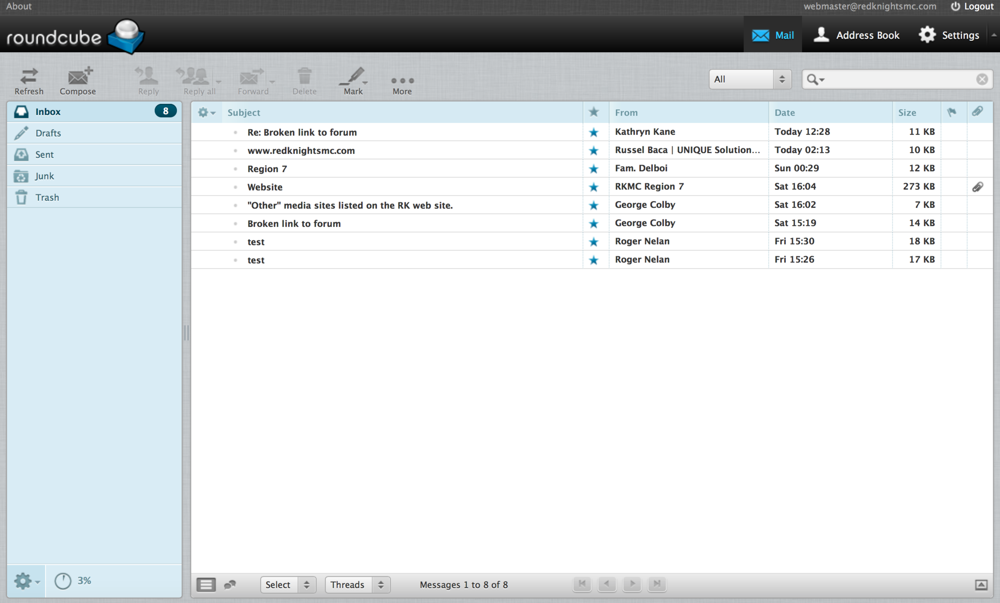 About webmaster@redknightsmc.com Logout
roundcube Mail Address Book Settings
Refresh Compose Reply Reply all Forward Delete Mark More All
Inbox 8
Drafts
Sent
Junk
Trash
Subject From Date Size
Re: Broken link to forum Kathryn Kane Today 12:28 11 KB
www.redknightsmc.com Russel Baca | UNIQUE Solution... Today 02:13 10 KB
Region 7 Fam. Delboi Sun 00:29 12 KB
Website RKMC Region 7 Sat 16:04 273 KB
"Other" media sites listed on the RK web site. George Colby Sat 16:02 7 KB
Broken link to forum George Colby Sat 15:19 14 KB
test Roger Nelan Fri 15:30 18 KB
test Roger Nelan Fri 15:26 17 KB
3% Select Threads Messages 1 to 8 of 8